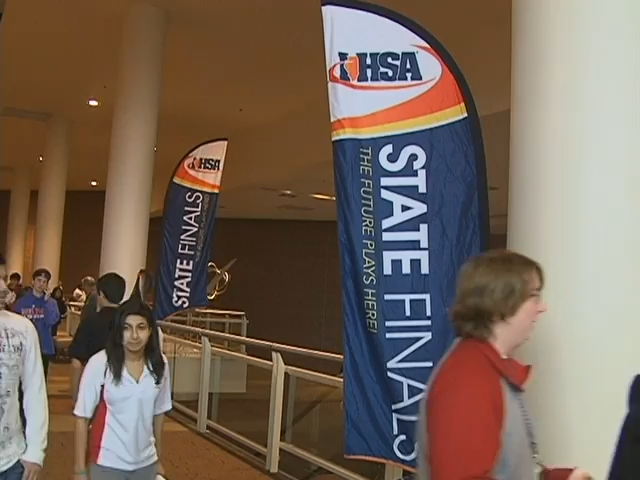 IHSA
STATE FINALS
THE FUTURE PLAYS HERE!
IHSA
STATE FINALS